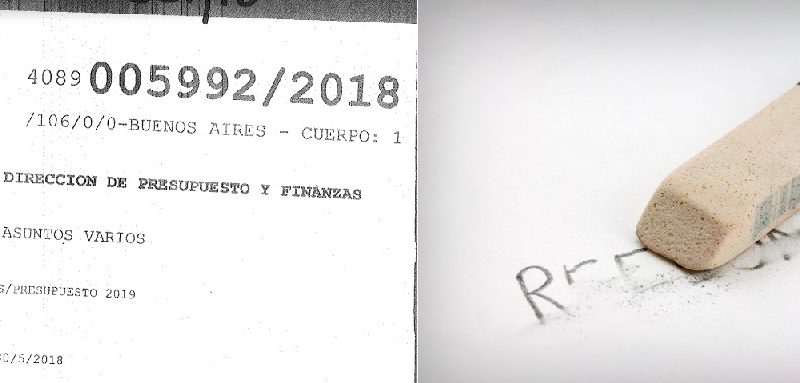 4089 005992/2018
/106/0/0-BUENOS AIRES - CUERPO: 1
DIRECCION DE PRESUPUESTO Y FINANZAS
ASUNTOS VARIOS
S/PRESUPUESTO 2019
/5/2018